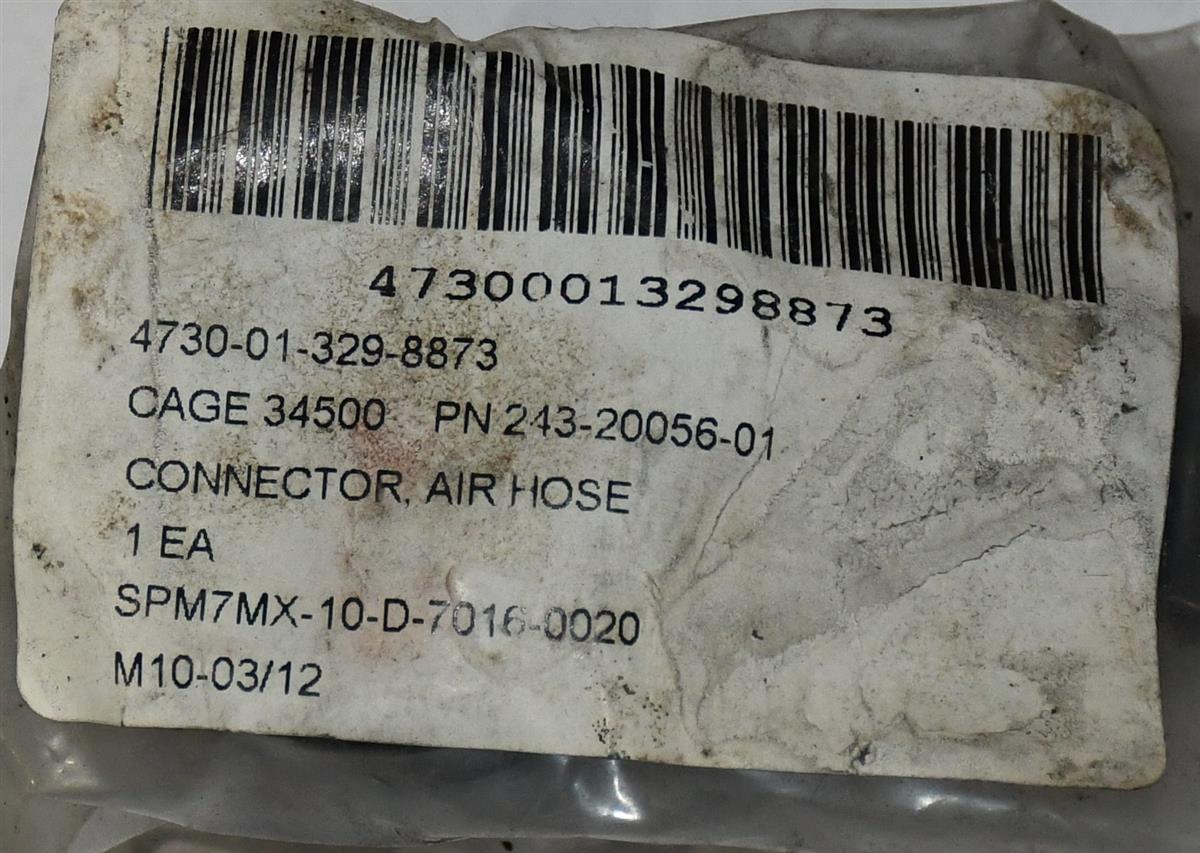 4730013298873
4730-01-329-8873
CAGE 34500 PN 243-20056-01
CONNECTOR, AIR HOSE
1 EA
SPM7MX-10-D-7016-0020
M10-03/12